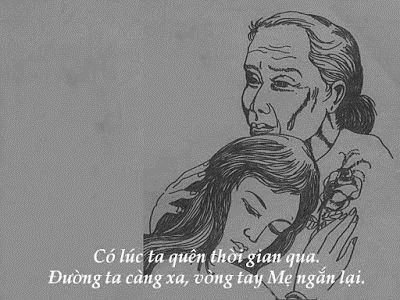 Có lúc ta quên thời gian qua.
Đường ta càng xa, vòng tay Mẹ ngắn lại.